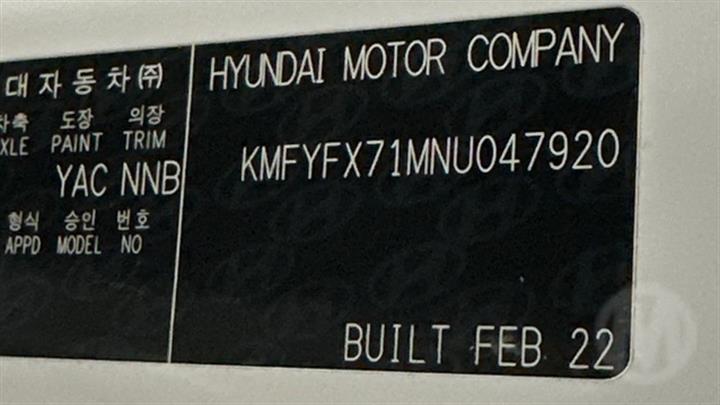 대자동차㈜
HYUNDAI MOTOR COMPANY
차축 도장 의장
XLE PAINT TRIM
YAC NNB
KMFYFX71MNU047920
형식 승인 번호
APPD MODEL NO
BUILT FEB 22